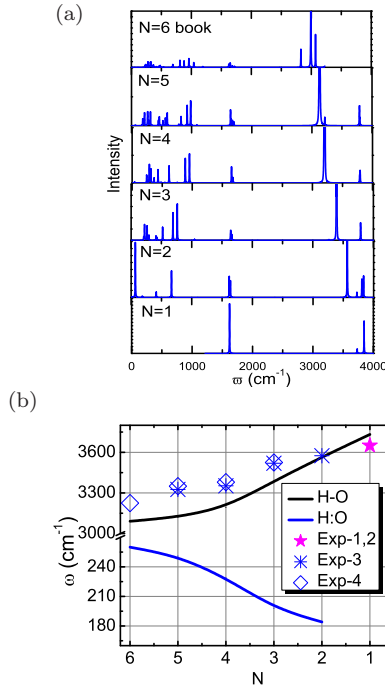 (a)
N=6 book
N=5
N=4
N=3
N=2
N=1
Intensity
0 1000 2000 3000 4000
ϖ (cm⁻¹)
(b)
3600
3300
3000
240
210
180
ω (cm⁻¹)
H-O
H:O
Exp-1,2
Exp-3
Exp-4
6 5 4 3 2 1
N